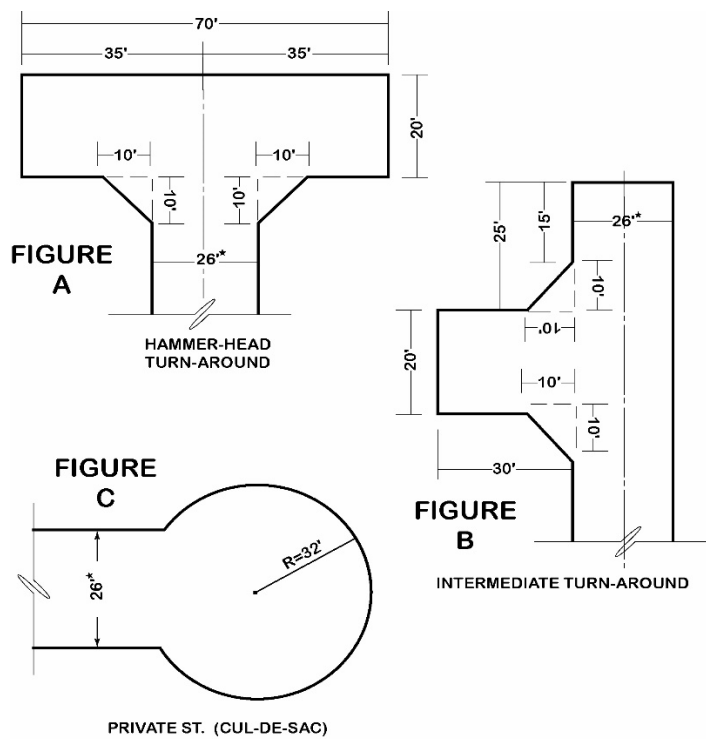 70'
35'
35'
20'
10'
10'
10'
10'
26'*
FIGURE
A
HAMMER-HEAD
TURN-AROUND
25'
15'
26'*
10'
10'
20'
10'
10'
30'
FIGURE
B
INTERMEDIATE TURN-AROUND
FIGURE
C
R=32'
26'*
PRIVATE ST. (CUL-DE-SAC)